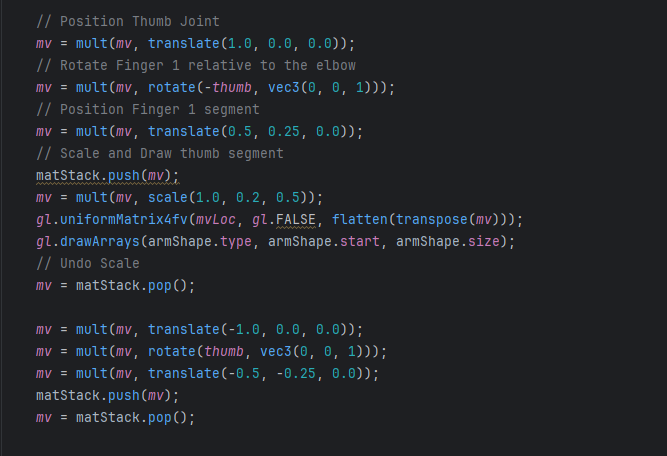 // Position Thumb Joint
mv = mult(mv, translate(1.0, 0.0, 0.0));
// Rotate Finger 1 relative to the elbow
mv = mult(mv, rotate(-thumb, vec3(0, 0, 1)));
// Position Finger 1 segment
mv = mult(mv, translate(0.5, 0.25, 0.0));
// Scale and Draw thumb segment
matStack.push(mv);
mv = mult(mv, scale(1.0, 0.2, 0.5));
gl.uniformMatrix4fv(mvLoc, gl.FALSE, flatten(transpose(mv)));
gl.drawArrays(armShape.type, armShape.start, armShape.size);
// Undo Scale
mv = matStack.pop();
mv = mult(mv, translate(-1.0, 0.0, 0.0));
mv = mult(mv, rotate(thumb, vec3(0, 0, 1)));
mv = mult(mv, translate(-0.5, -0.25, 0.0));
matStack.push(mv);
mv = matStack.pop();